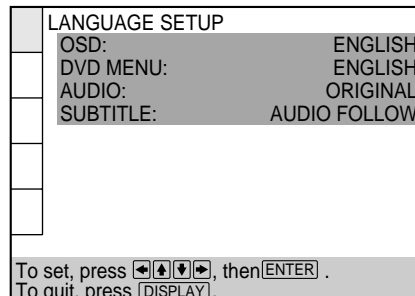 LANGUAGE SETUP
OSD: ENGLISH
DVD MENU: ENGLISH
AUDIO: ORIGINAL
SUBTITLE: AUDIO FOLLOW
To set, press ←↑↓→, then ENTER .
To quit, press DISPLAY.